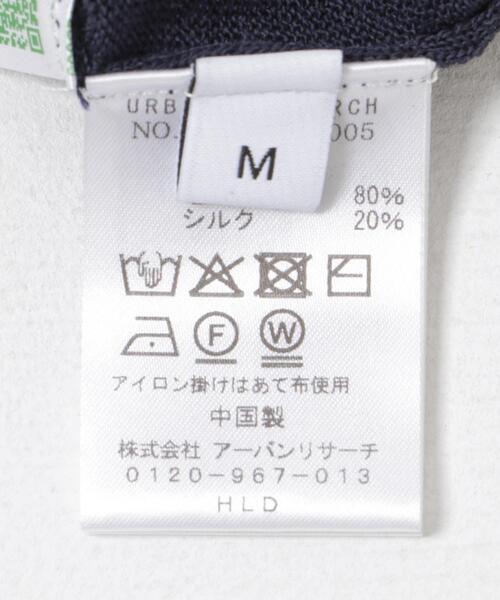 URB RCH
NO. 005
M
80%
シルク 20%
F W
アイロン掛けはあて布使用
中国製
株式会社 アーバンリサーチ
0120-967-013
HLD